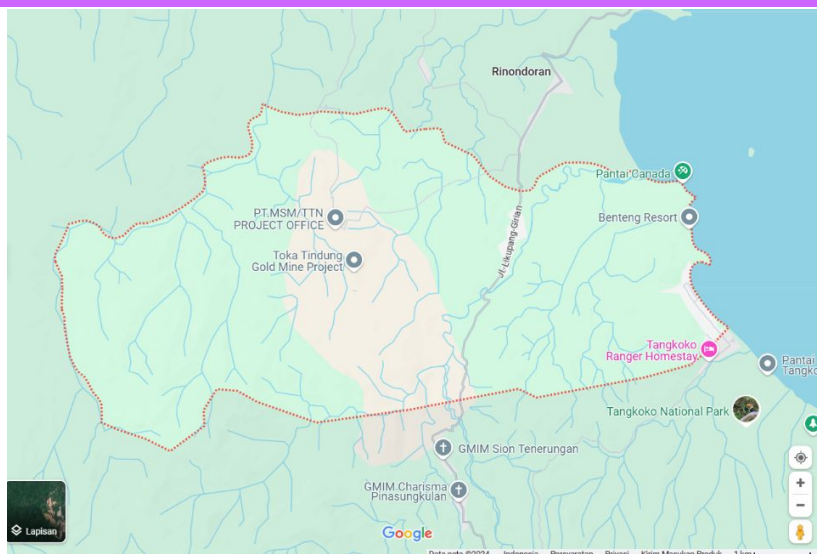 Rinondoran
Pantai Canada
PT.MSM/TTN
PROJECT OFFICE
Benteng Resort
Toka Tindung
Gold Mine Project
Jl.-Likupang-Girian
Tangkoko
Ranger Homestay
Pantai
Tangko
Tangkoko National Park
GMIM Sion Tenerungan
GMIM.Charisma
Pinasungkulan
Lapisan
Google
Data peta ©2024 Indonesia Persyaratan Privasi Kirim Masukan Produk 1 km